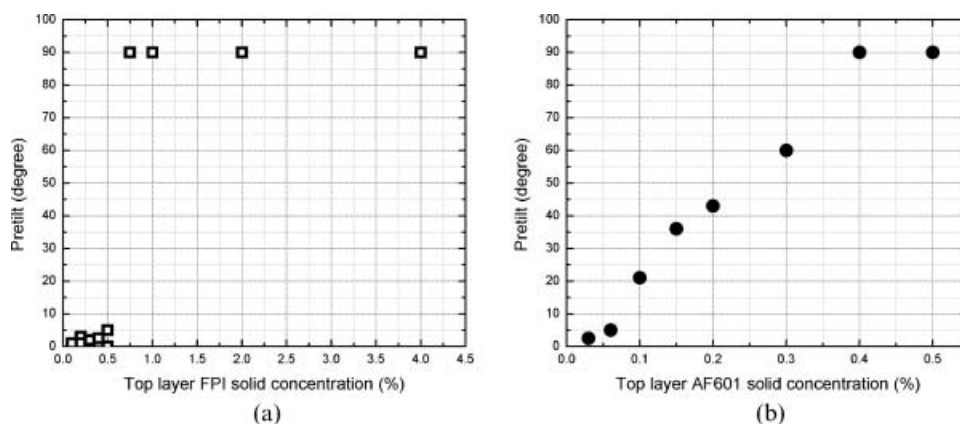 100
90
80
70
60
50
40
30
20
10
0
Pretilt (degree)
0.0 0.5 1.0 1.5 2.0 2.5 3.0 3.5 4.0 4.5
Top layer FPI solid concentration (%)
(a)
100
90
80
70
60
50
40
30
20
10
0
Pretilt (degree)
0.0 0.1 0.2 0.3 0.4 0.5
Top layer AF601 solid concentration (%)
(b)